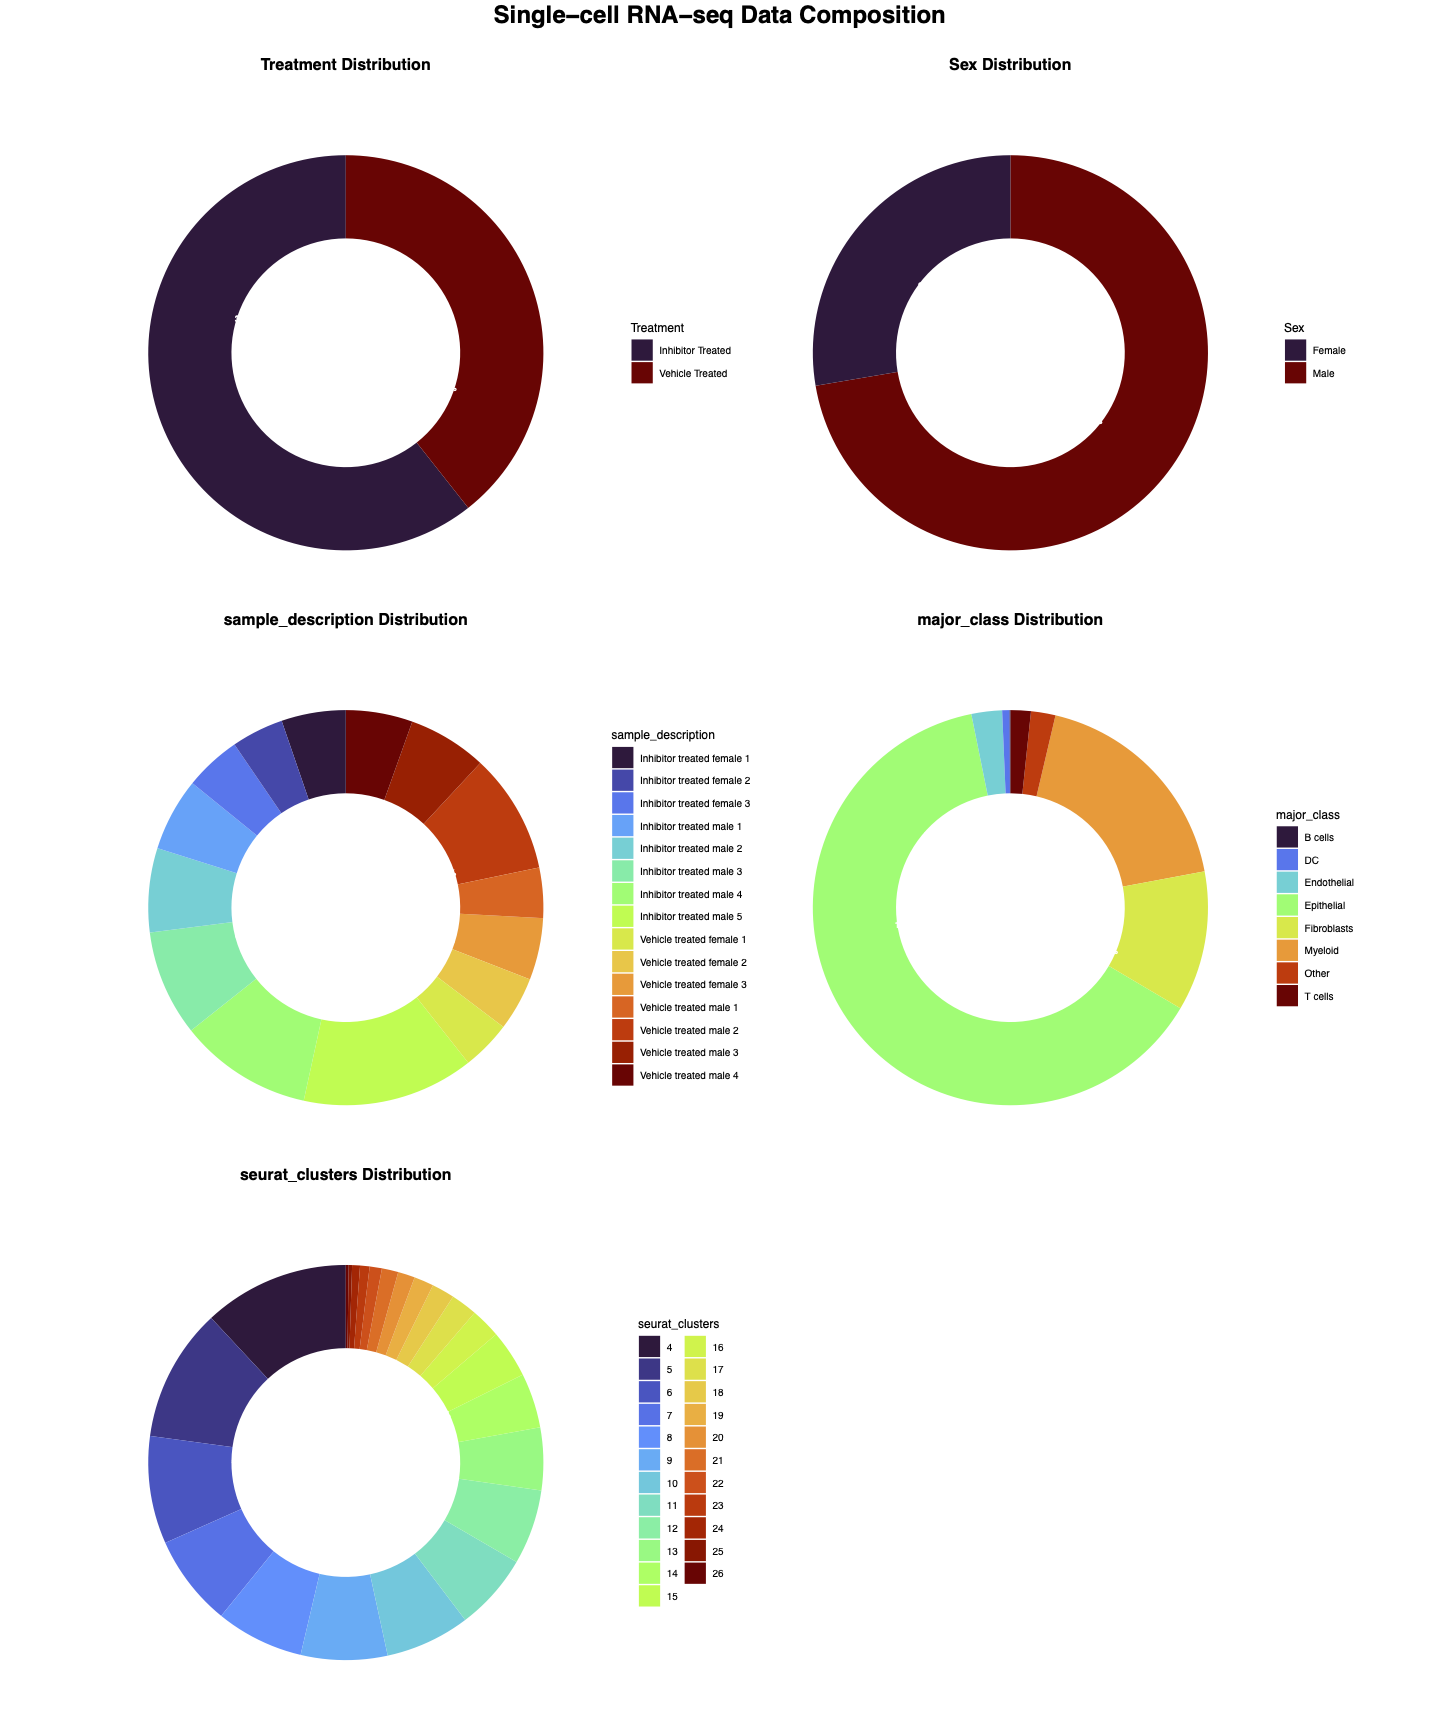 Single−cell RNA−seq Data Composition
Treatment Distribution
Treatment
Inhibitor Treated
Vehicle Treated
Sex Distribution
Sex
Female
Male
sample_description Distribution
sample_description
Inhibitor treated female 1
Inhibitor treated female 2
Inhibitor treated female 3
Inhibitor treated male 1
Inhibitor treated male 2
Inhibitor treated male 3
Inhibitor treated male 4
Inhibitor treated male 5
Vehicle treated female 1
Vehicle treated female 2
Vehicle treated female 3
Vehicle treated male 1
Vehicle treated male 2
Vehicle treated male 3
Vehicle treated male 4
major_class Distribution
major_class
B cells
DC
Endothelial
Epithelial
Fibroblasts
Myeloid
Other
T cells
seurat_clusters Distribution
seurat_clusters
4 16
5 17
6 18
7 19
8 20
9 21
10 22
11 23
12 24
13 25
14 26
15